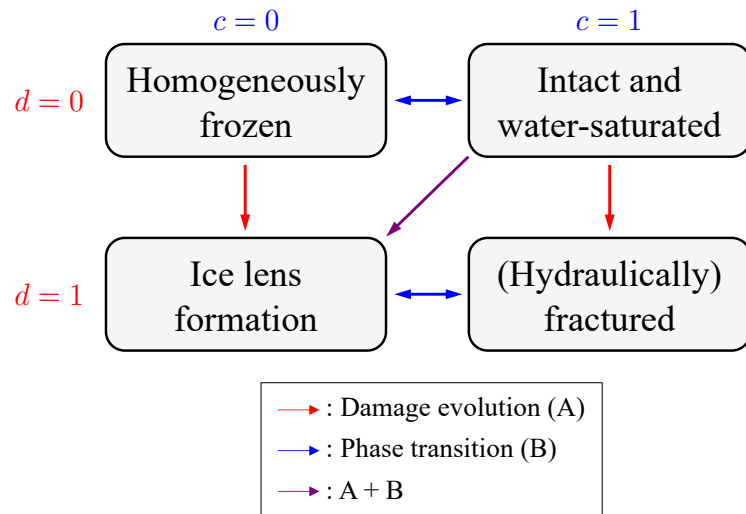 c = 0
c = 1
d = 0
Homogeneously
frozen
Intact and
water-saturated
d = 1
Ice lens
formation
(Hydraulically)
fractured
: Damage evolution (A)
: Phase transition (B)
: A + B